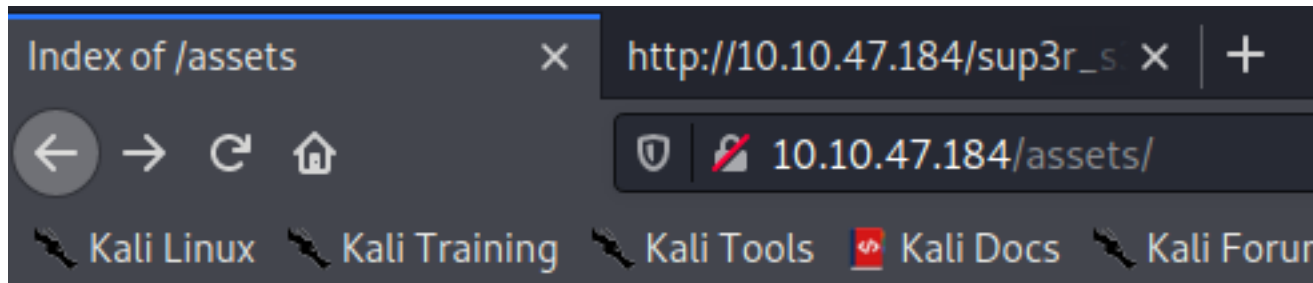 Index of /assets http://10.10.47.184/sup3r_s
10.10.47.184/assets/
Kali Linux Kali Training Kali Tools Kali Docs Kali Forum